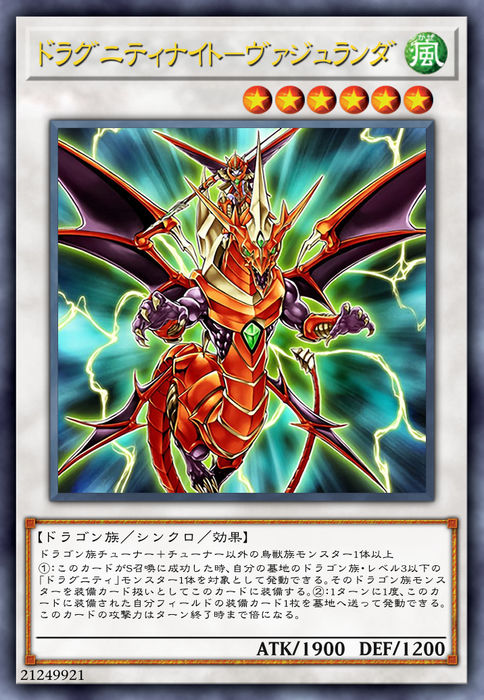 ドラグニティナイトーヴァジュランダ
かぜ
風
【ドラゴン族／シンクロ／効果】
ドラゴン族チューナー＋チューナー以外の鳥獣族モンスター1体以上
①：このカードがS召喚に成功した時、自分の墓地のドラゴン族・レベル3以下の
「ドラグニティ」モンスター1体を対象として発動できる。そのドラゴン族モンス
ターを装備カード扱いとしてこのカードに装備する。②：1ターンに1度、このカ
ードに装備された自分フィールドの装備カード1枚を墓地へ送って発動できる。
このカードの攻撃力はターン終了時まで倍になる。
ATK/1900 DEF/1200
21249921